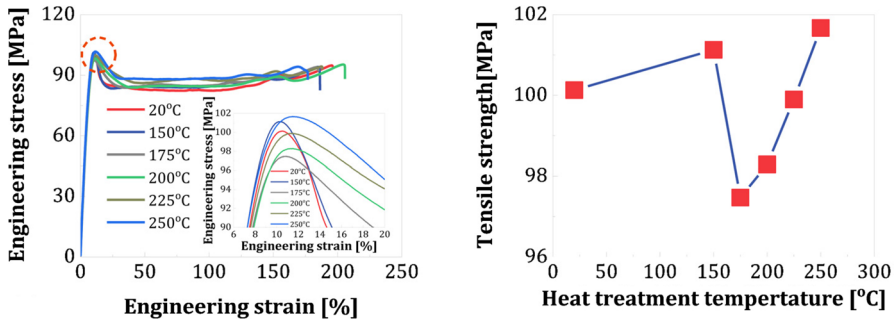 120
90
60
30
0
Engineering stress [MPa]
20°C
150°C
175°C
200°C
225°C
250°C
0
50
100
150
200
250
Engineering strain [%]
102
100
98
96
94
92
90
Engineering stress [MPa]
20°C
150°C
175°C
200°C
225°C
250°C
6
8
10
12
14
16
18
20
Engineering strain [%]
102
100
98
96
Tensile strength[MPa]
0
50
100
150
200
250
300
Heat treatment tempertature [°C]